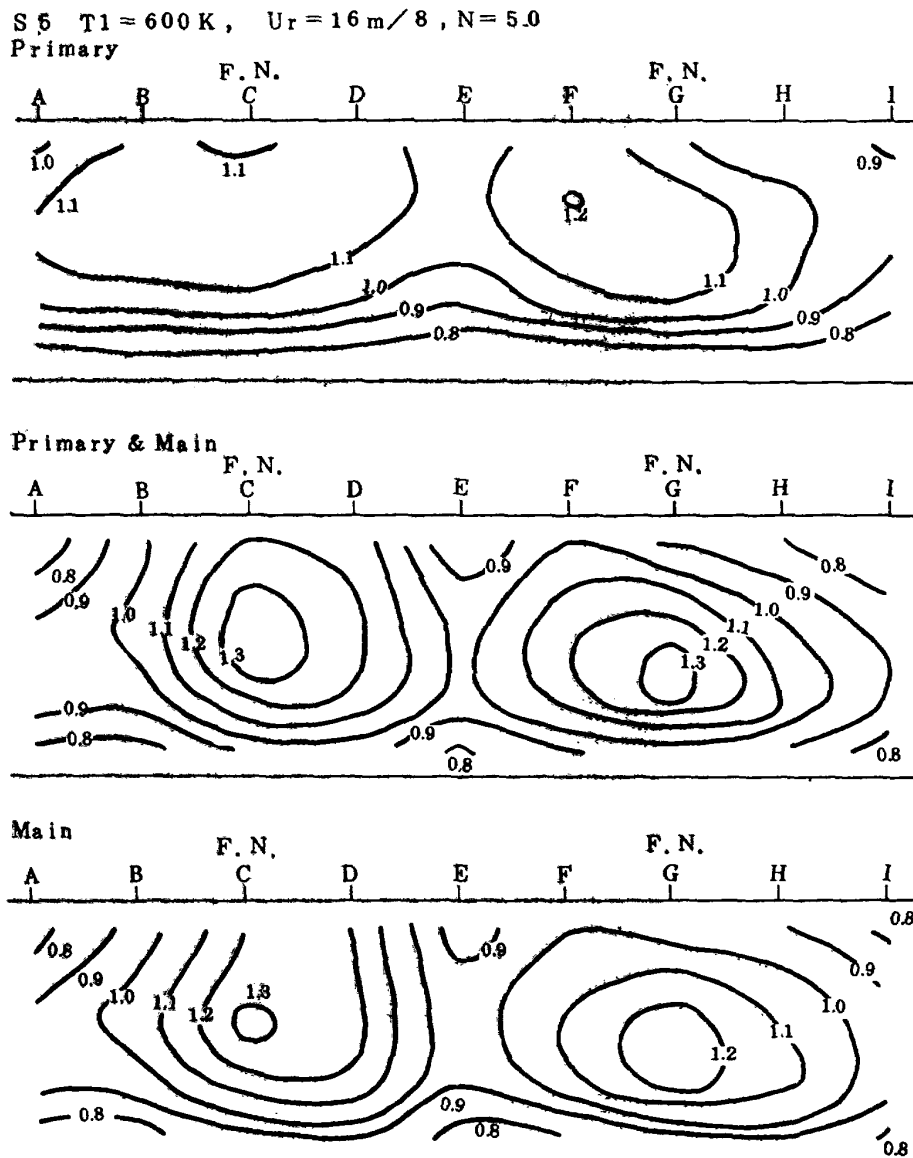 S 5 T1 = 600 K, Ur = 16 m/8, N = 5.0
Primary
F. N. F. N.
A B C D E F G H I
1.0 1.1 0.9
1.1 1.2
1.1 1.1
1.0 1.0
0.9 0.9
0.8 0.8
Primary & Main
F. N. F. N.
A B C D E F G H I
0.8 0.9 0.8
0.9 1.0 1.0 0.9
1.1 1.1
1.2 1.2
1.3 1.3
0.9 0.9
0.8 0.8 0.8
Main
F. N. F. N.
A B C D E F G H I
0.8
0.8 0.9
0.9 0.9
1.0 1.3 1.0
1.1 1.1
1.2 1.2
0.9
0.8 0.8 0.8